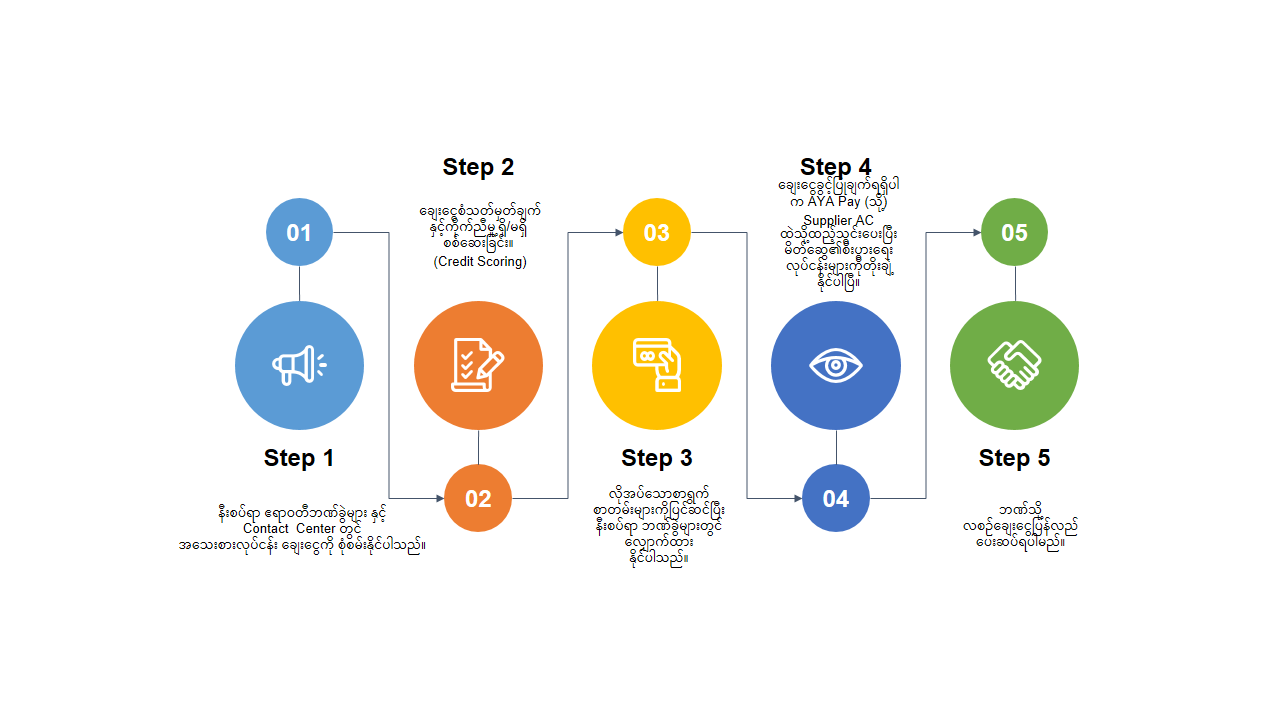 01
Step 1
နီးစပ်ရာ ဧရာဝတီဘဏ်ခွဲများ နှင့်
Contact Center တွင်
အသေးစားလုပ်ငန်း ချေးငွေကို စုံစမ်းနိုင်ပါသည်။
Step 2
ချေးငွေစံသတ်မှတ်ချက်
နှင့်ကိုက်ညီမှု ရှိ/မရှိ
စစ်ဆေးခြင်း။
(Credit Scoring)
02
03
Step 3
လိုအပ်သောစာရွက်
စာတမ်းများကိုပြင်ဆင်ပြီး
နီးစပ်ရာ ဘဏ်ခွဲများတွင်
လျှောက်ထား
နိုင်ပါသည်။
Step 4
ချေးငွေခွင့်ပြုချက်ရရှိပါ
က AYA Pay (သို့)
Supplier AC
ထဲသို့ထည့်သွင်းပေးပြီး
မိတ်ဆွေ၏စီးပွားရေး
လုပ်ငန်းများကိုတိုးချဲ့
နိုင်ပါပြီ။
04
05
Step 5
ဘဏ်သို့
လစဉ်ချေးငွေပြန်လည်
ပေးဆပ်ရပါမည်။